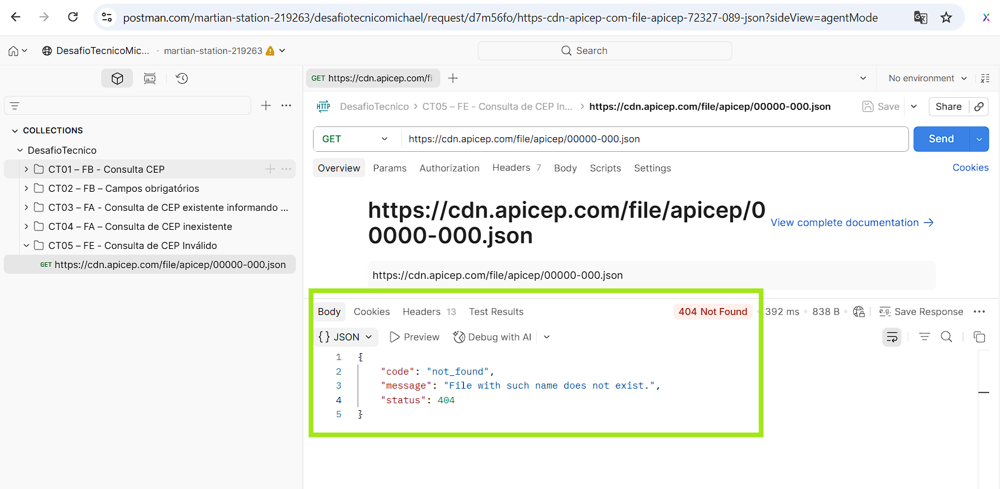 postman.com/martian-station-219263/desafiotecnicomichael/request/d7m56fo/https-cdn-apicep-com-file-apicep-72327-089-json?sideView=agentMode
DesafioTecnicoMic... · martian-station-219263
Search
GET https://cdn.apicep.com/fi
No environment
HTTP DesafioTecnico > CT05 – FE - Consulta de CEP In... > https://cdn.apicep.com/file/apicep/00000-000.json
Save
Share
COLLECTIONS
DesafioTecnico
CT01 – FB - Consulta CEP
CT02 – FB – Campos obrigatórios
CT03 – FA - Consulta de CEP existente informando ...
CT04 – FA – Consulta de CEP inexistente
CT05 – FE - Consulta de CEP Inválido
GET https://cdn.apicep.com/file/apicep/00000-000.json
GET https://cdn.apicep.com/file/apicep/00000-000.json
Send
Overview Params Authorization Headers 7 Body Scripts Settings
Cookies
https://cdn.apicep.com/file/apicep/0
0000-000.json
View complete documentation →
https://cdn.apicep.com/file/apicep/00000-000.json
Body Cookies Headers 13 Test Results
404 Not Found • 392 ms • 838 B
e.g. Save Response
{} JSON Preview Debug with AI
1 {
2 "code": "not_found",
3 "message": "File with such name does not exist.",
4 "status": 404
5 }